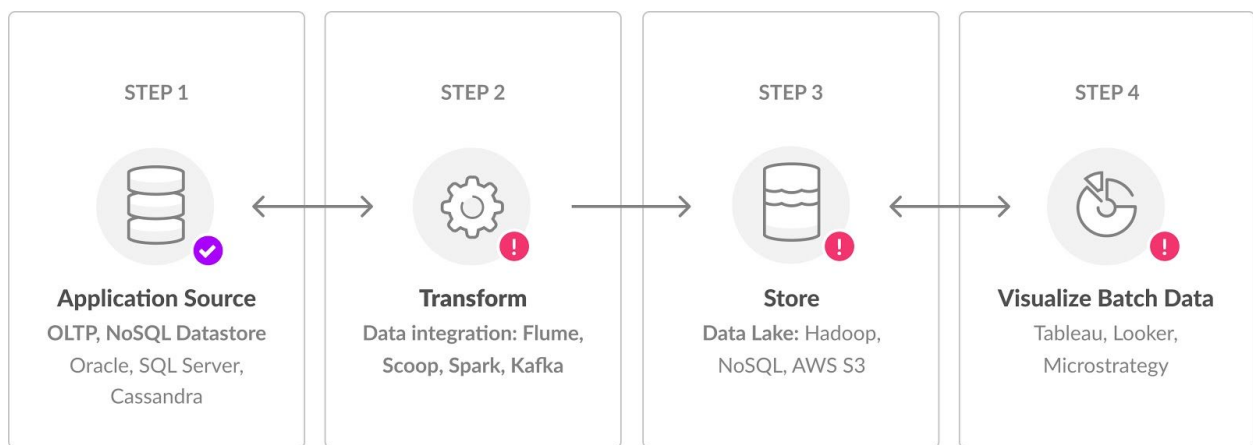 STEP 1
Application Source
OLTP, NoSQL Datastore
Oracle, SQL Server,
Cassandra
STEP 2
Transform
Data integration: Flume,
Scoop, Spark, Kafka
STEP 3
Store
Data Lake: Hadoop,
NoSQL, AWS S3
STEP 4
Visualize Batch Data
Tableau, Looker,
Microstrategy